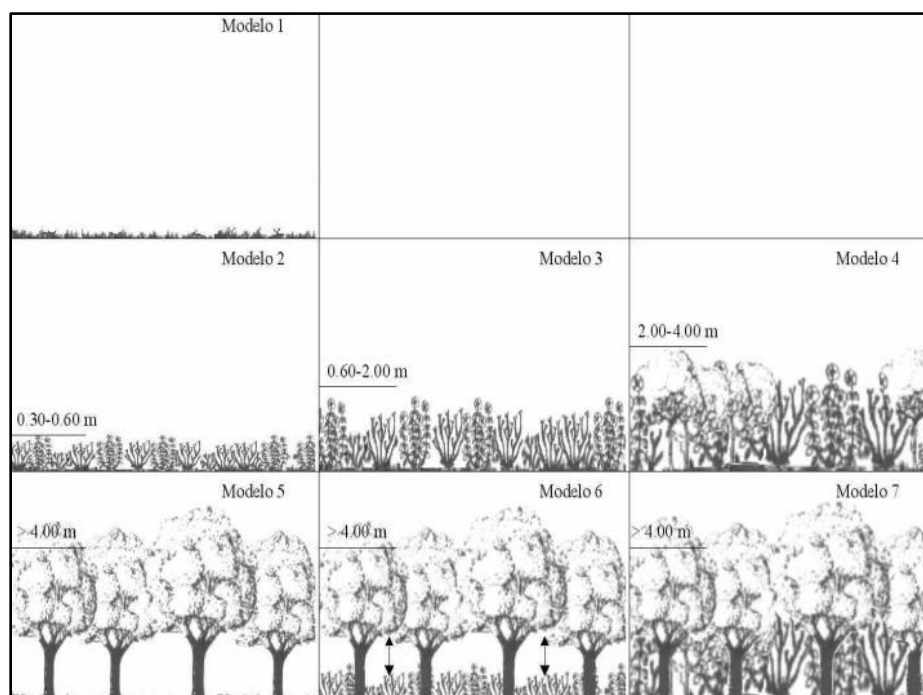 Modelo 1
Modelo 2
Modelo 3
Modelo 4
0.30-0.60 m
0.60-2.00 m
2.00-4.00 m
Modelo 5
Modelo 6
Modelo 7
>4.00 m
>4.00 m
>4.00 m